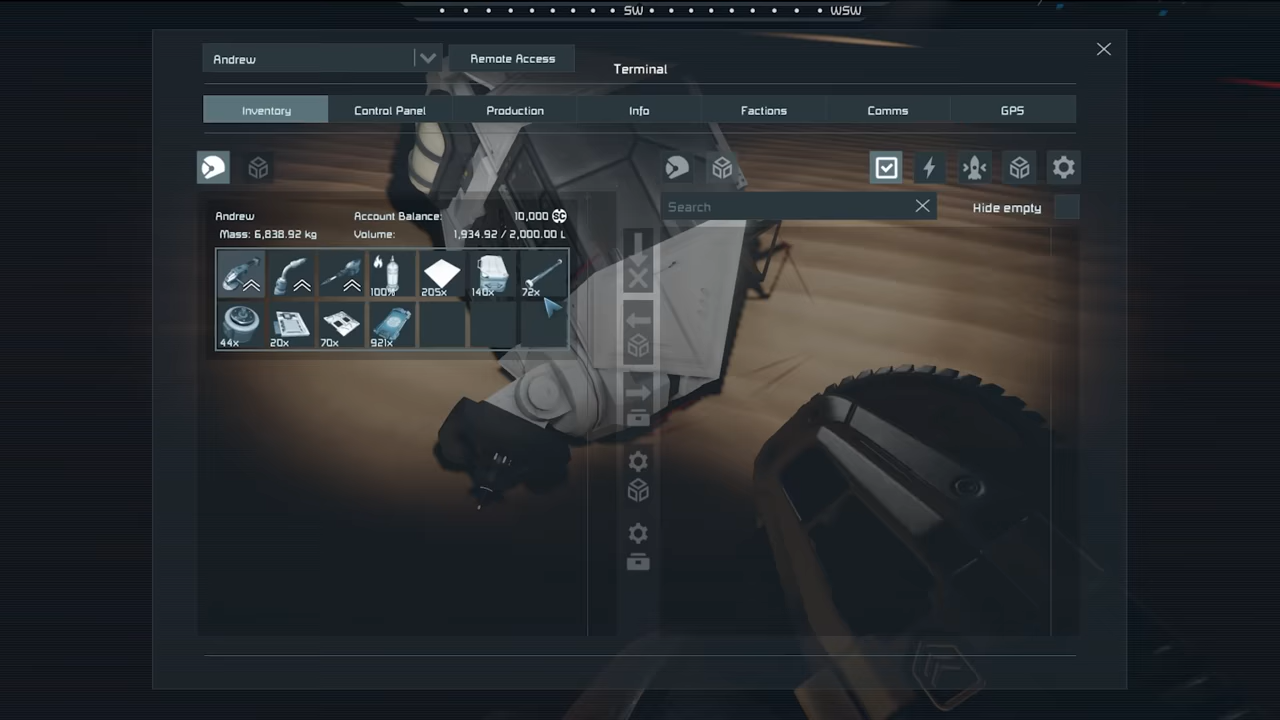 SW
WSW
Andrew
Remote Access
Terminal
Inventory
Control Panel
Production
Info
Factions
Comms
GPS
Search
Hide empty
Andrew
Account Balance: 10,000 SC
Mass: 6,838.92 kg
Volume: 1,934.92 / 2,000.00 L
100%
205x
140x
72x
44x
20x
70x
921x